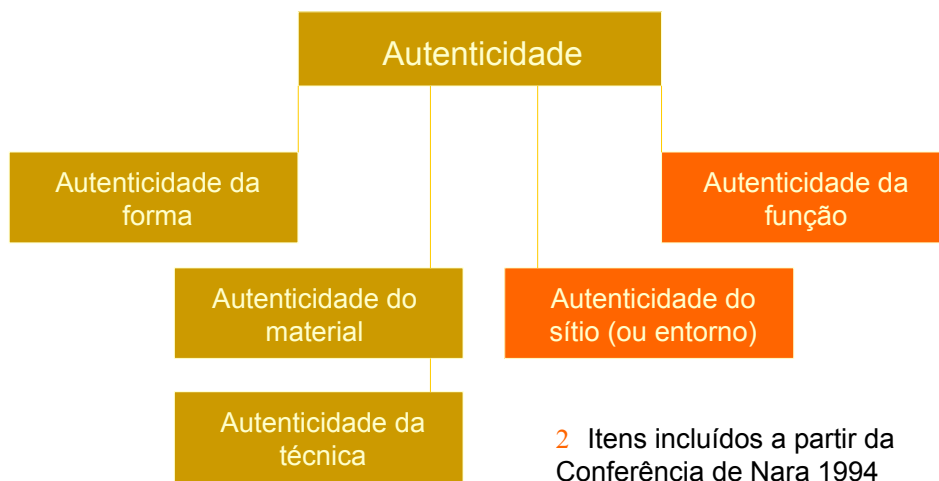 Autenticidade
Autenticidade da
forma
Autenticidade da
função
Autenticidade do
material
Autenticidade do
sítio (ou entorno)
Autenticidade da
técnica
2 Itens incluídos a partir da
Conferência de Nara 1994